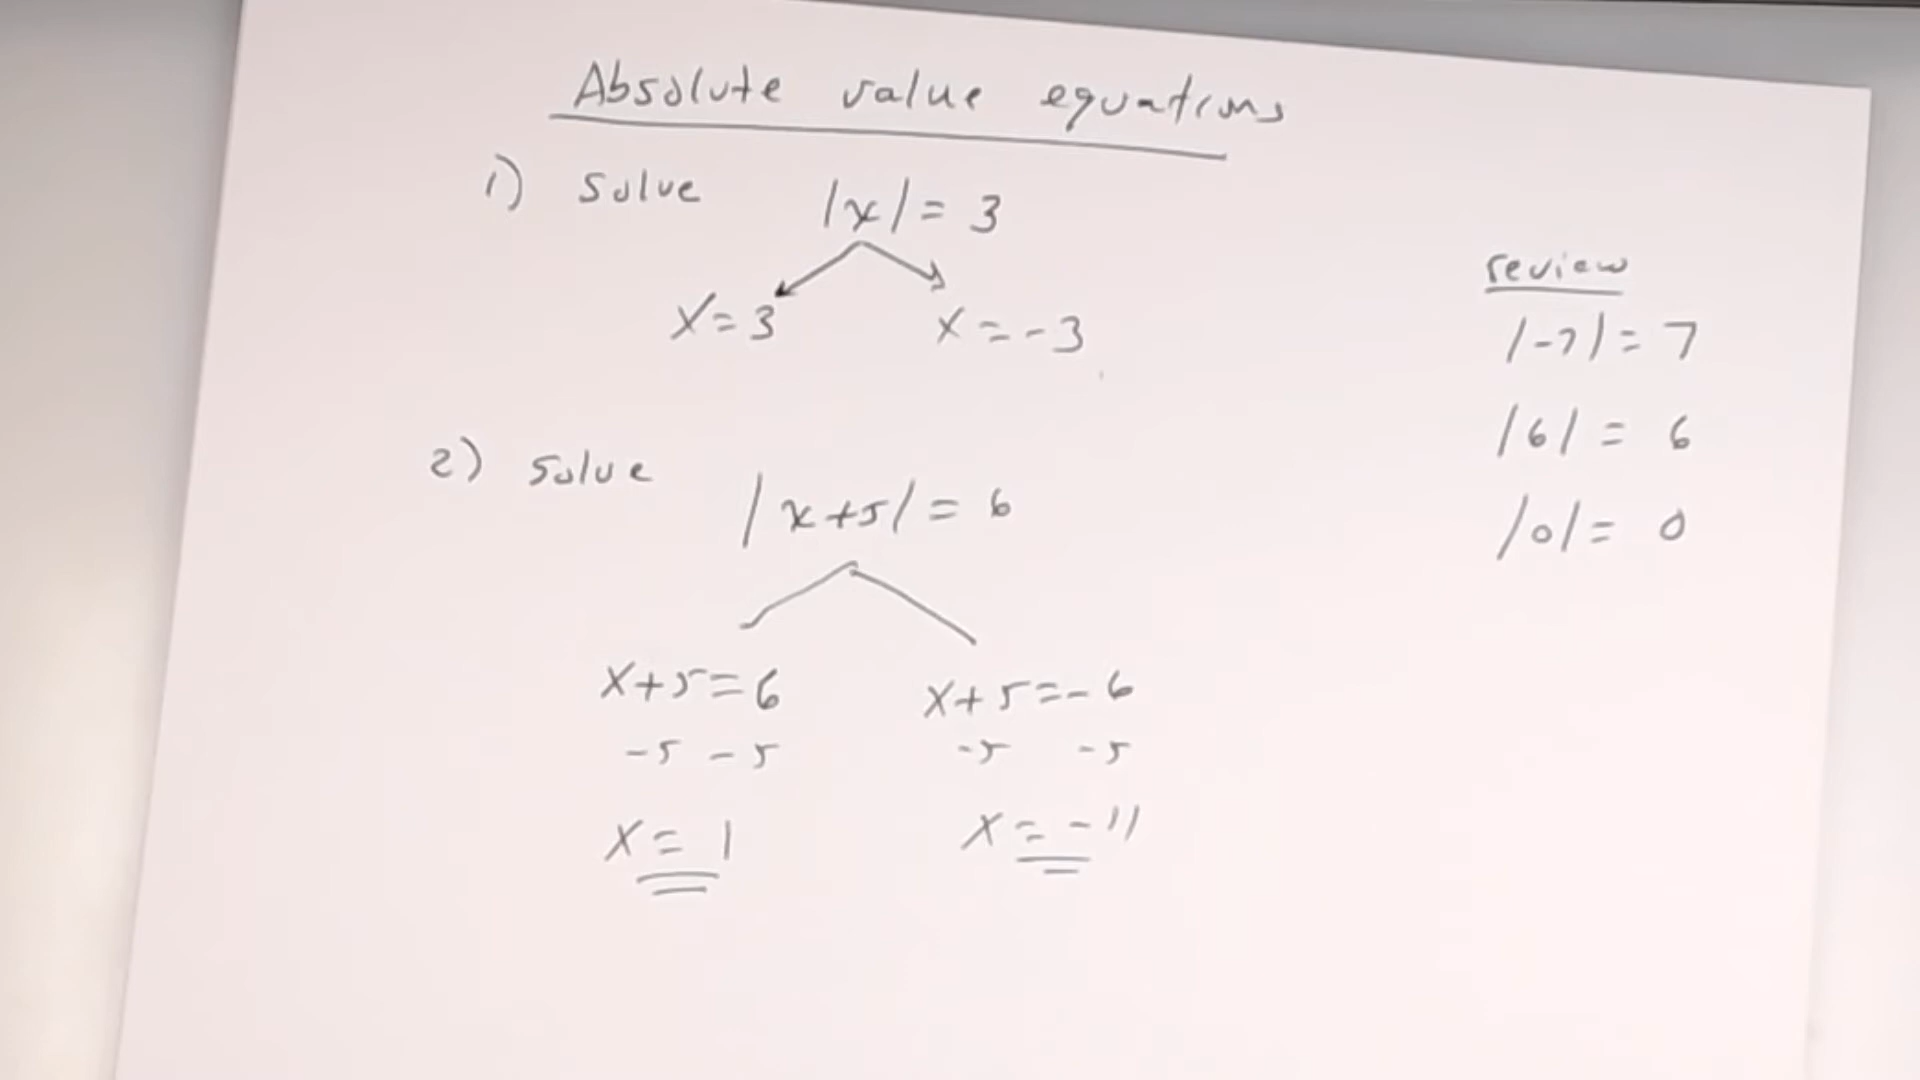 Absolute value equations
1) solve |x| = 3
x = 3 x = -3
2) solve |x+5| = 6
x+5=6 x+5=-6
-5 -5 -5 -5
x = 1 x = -11
review
|-7| = 7
|6| = 6
|0| = 0